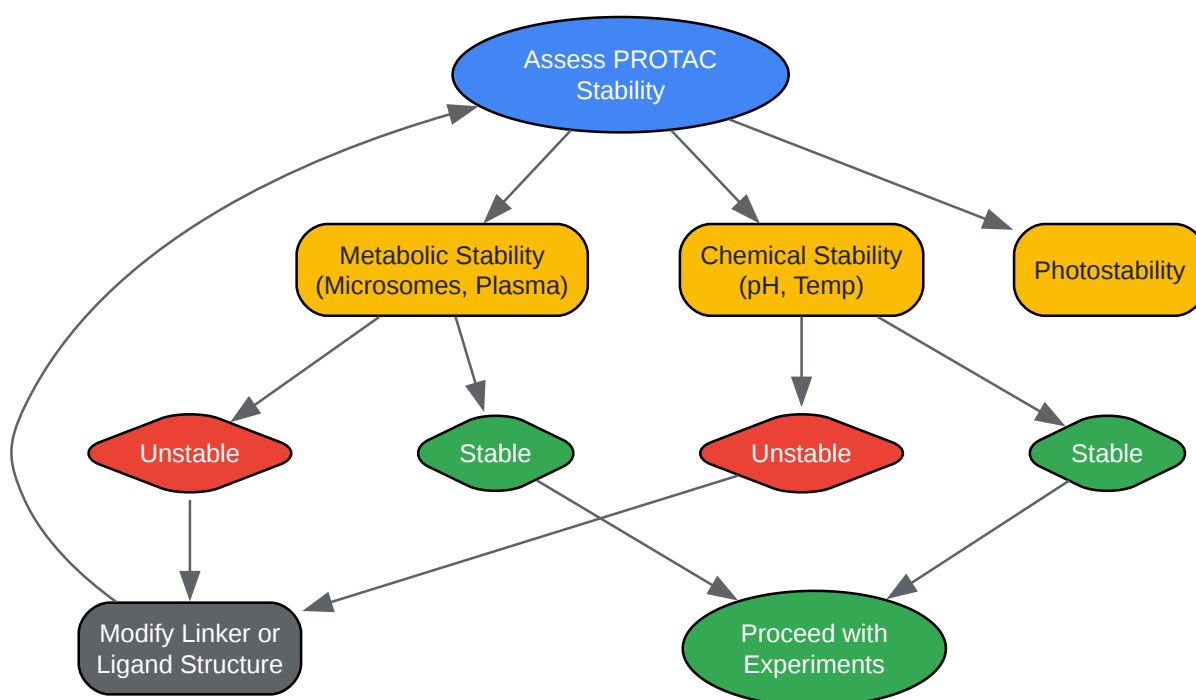 Assess PROTAC
Stability
Metabolic Stability
(Microsomes, Plasma)
Chemical Stability
(pH, Temp)
Photostability
Unstable
Stable
Unstable
Stable
Modify Linker or
Ligand Structure
Proceed with
Experiments